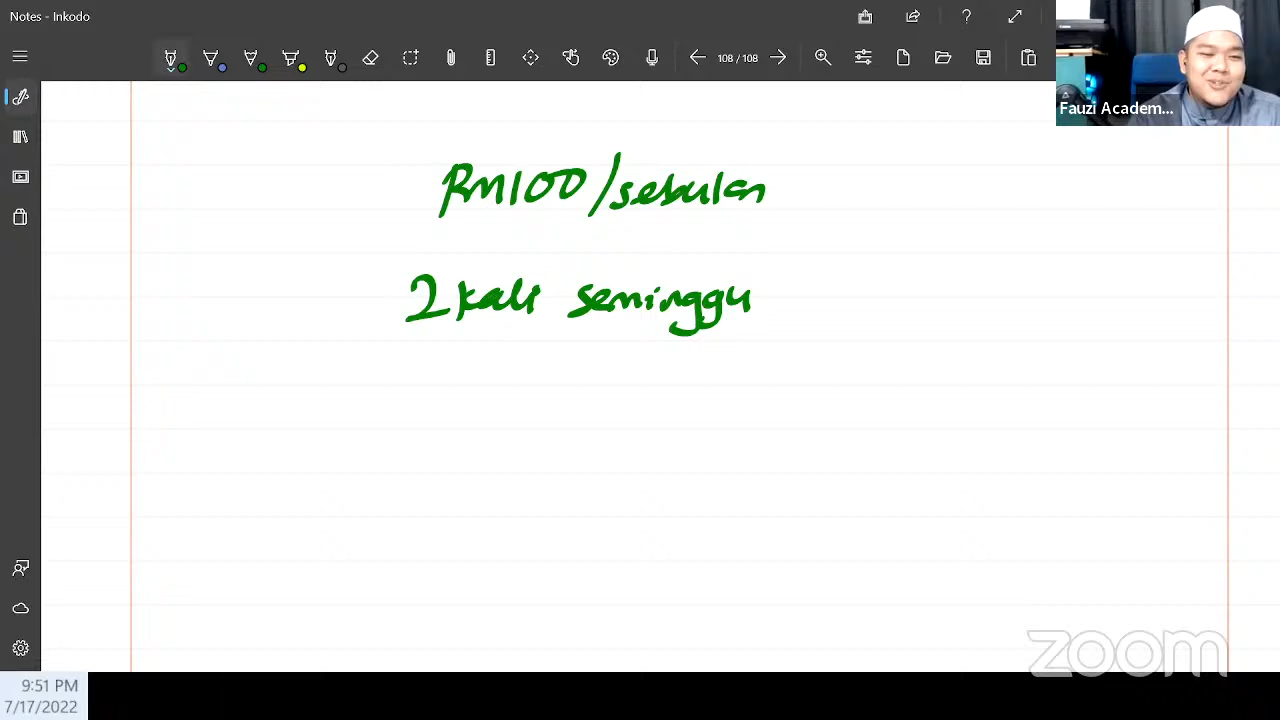 Notes - Inkodo
108 / 108
Fauzi Academ...
RM100/sebulan
2 kali seminggu
zoom
9:51 PM
7/17/2022